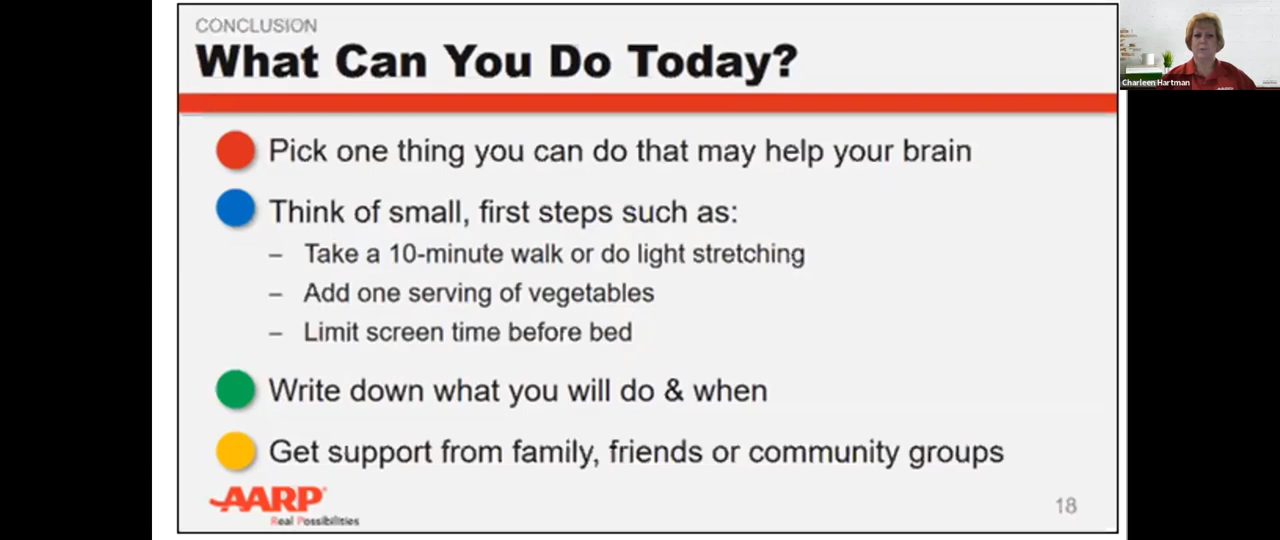 CONCLUSION
What Can You Do Today?
Pick one thing you can do that may help your brain
Think of small, first steps such as:
– Take a 10-minute walk or do light stretching
– Add one serving of vegetables
– Limit screen time before bed
Write down what you will do & when
Get support from family, friends or community groups
AARP®
Real Possibilities
18
Charleen Hartman